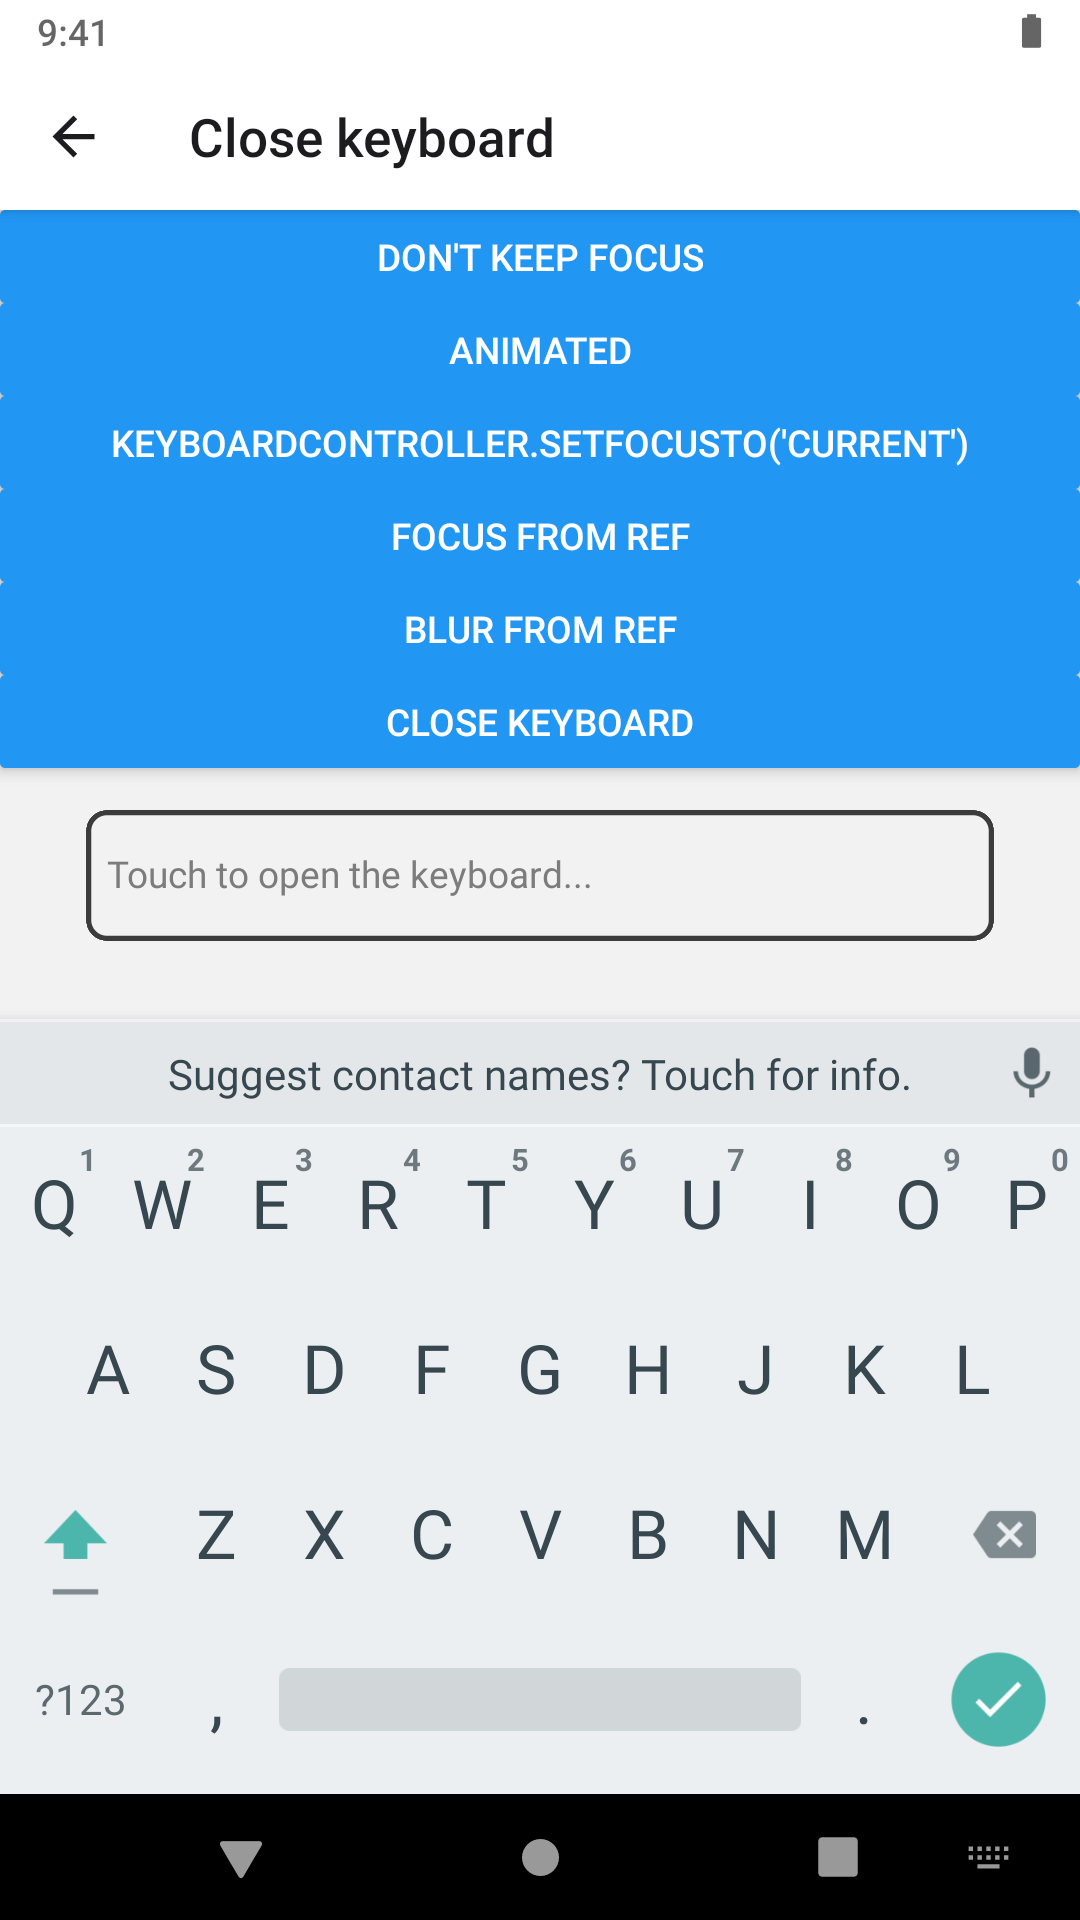 9:41
Close keyboard
DON'T KEEP FOCUS
ANIMATED
KEYBOARDCONTROLLER.SETFOCUSTO('CURRENT')
FOCUS FROM REF
BLUR FROM REF
CLOSE KEYBOARD
Touch to open the keyboard...
Suggest contact names? Touch for info.
1 2 3 4 5 6 7 8 9 0
Q W E R T Y U I O P
A S D F G H J K L
Z X C V B N M
?123 , .